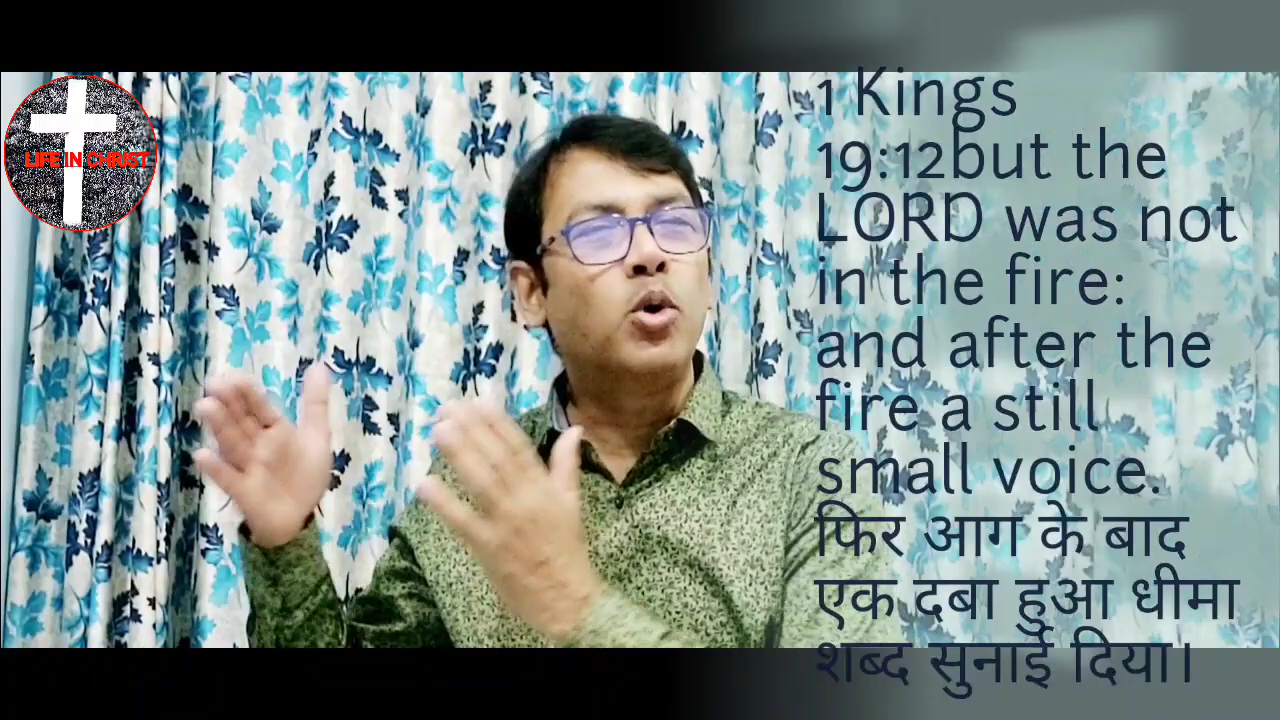 LIFE IN CHRIST
1 Kings
19:12but the
LORD was not
in the fire:
and after the
fire a still
small voice.
फिर आग के बाद
एक दबा हुआ धीमा
शब्द सुनाई दिया।